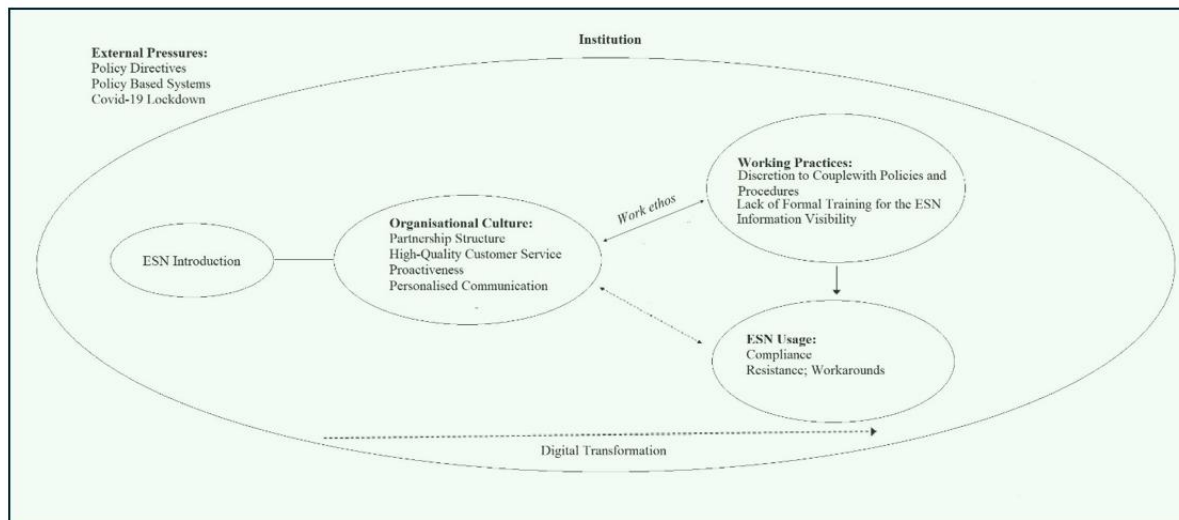 Institution
External Pressures:
Policy Directives
Policy Based Systems
Covid-19 Lockdown
Working Practices:
Discretion to Couplewith Policies and
Procedures
Lack of Formal Training for the ESN
Information Visibility
Work ethos
Organisational Culture:
Partnership Structure
High-Quality Customer Service
Proactiveness
Personalised Communication
ESN Introduction
ESN Usage:
Compliance
Resistance; Workarounds
Digital Transformation